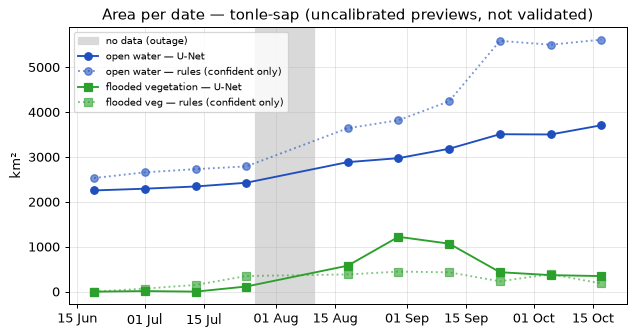 Area per date — tonle-sap (uncalibrated previews, not validated)
no data (outage)
open water — U-Net
open water — rules (confident only)
flooded vegetation — U-Net
flooded veg — rules (confident only)
km²
5000
4000
3000
2000
1000
0
15 Jun 01 Jul 15 Jul 01 Aug 15 Aug 01 Sep 15 Sep 01 Oct 15 Oct